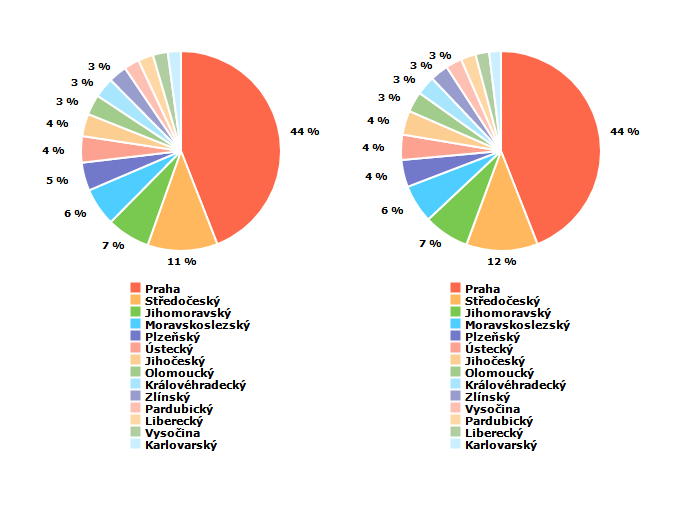 44 %
11 %
7 %
6 %
5 %
4 %
4 %
3 %
3 %
3 %
Praha
Středočeský
Jihomoravský
Moravskoslezský
Plzeňský
Ústecký
Jihočeský
Olomoucký
Královéhradecký
Zlínský
Pardubický
Liberecký
Vysočina
Karlovarský
44 %
12 %
7 %
6 %
4 %
4 %
4 %
3 %
3 %
3 %
3 %
Praha
Středočeský
Jihomoravský
Moravskoslezský
Plzeňský
Ústecký
Jihočeský
Olomoucký
Královéhradecký
Zlínský
Vysočina
Pardubický
Liberecký
Karlovarský